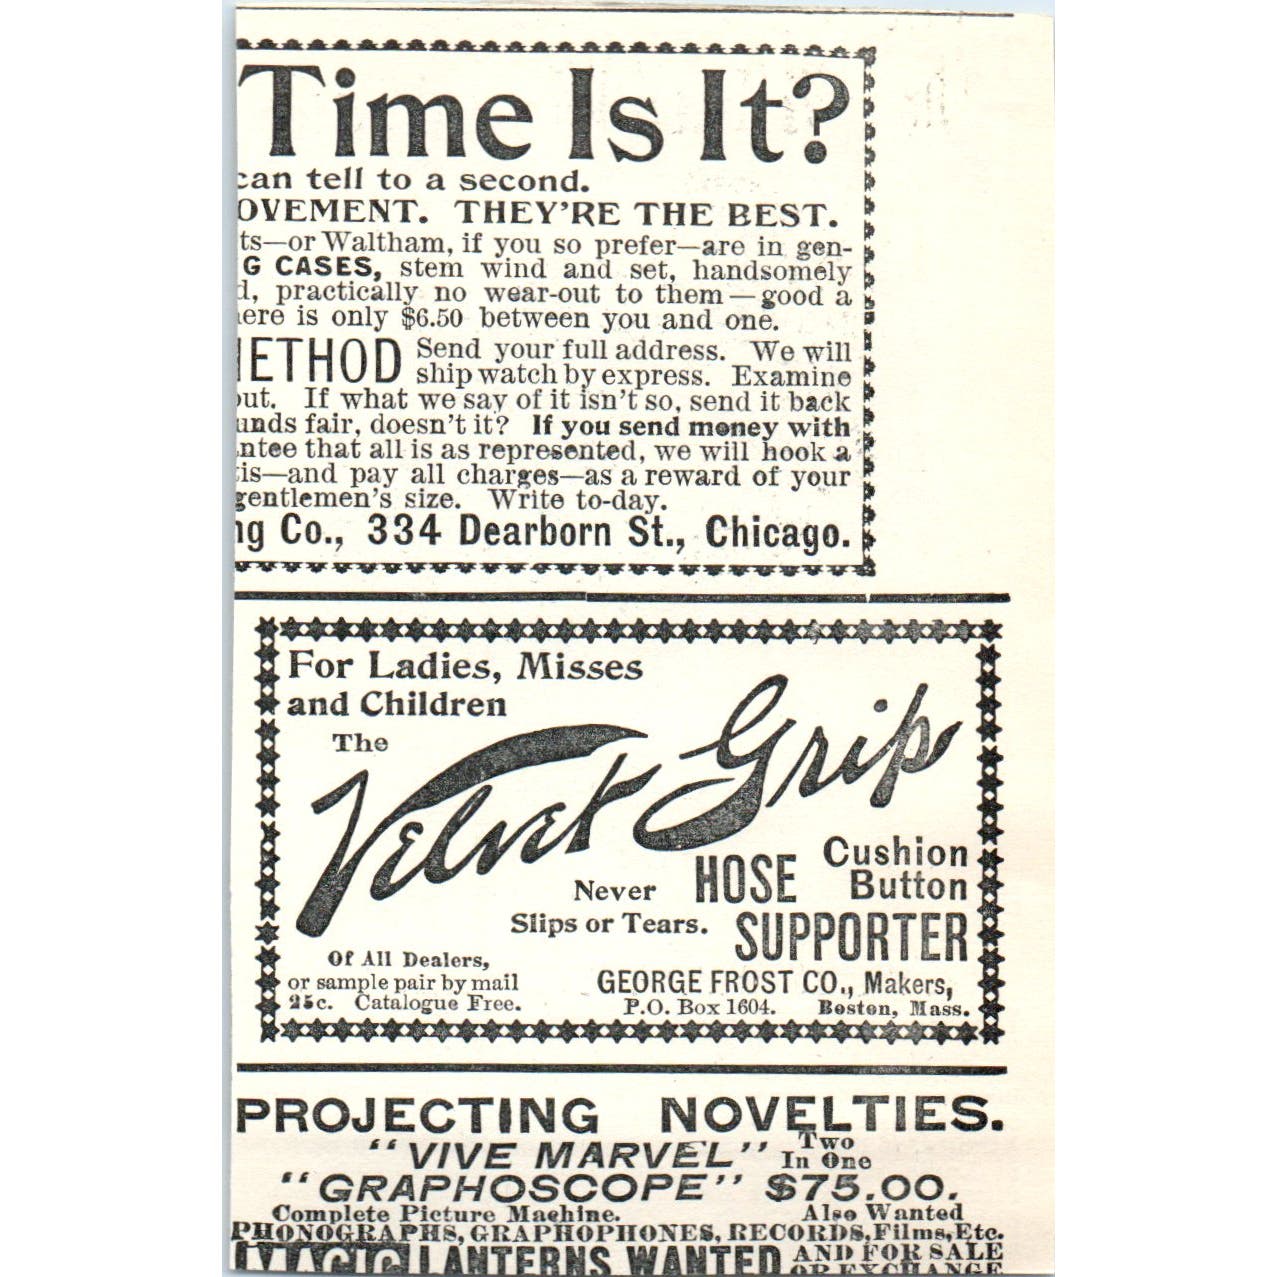 Time Is It?
can tell to a second.
OVEMENT. THEY'RE THE BEST.
ts—or Waltham, if you so prefer—are in gen-
G CASES, stem wind and set, handsomely
d, practically no wear-out to them—good a
ere is only $6.50 between you and one.
METHOD Send your full address. We will
ship watch by express. Examine
out. If what we say of it isn't so, send it back
unds fair, doesn't it? If you send money with
ntee that all is as represented, we will hook a
tis—and pay all charges—as a reward of your
gentlemen's size. Write to-day.
ng Co., 334 Dearborn St., Chicago.
For Ladies, Misses
and Children
The
Velvet Grip
Cushion
Button
HOSE
SUPPORTER
Never
Slips or Tears.
Of All Dealers,
or sample pair by mail
25c. Catalogue Free.
GEORGE FROST CO., Makers,
P.O. Box 1604. Boston, Mass.
PROJECTING NOVELTIES.
"VIVE MARVEL" Two
In One
"GRAPHOSCOPE" $75.00.
Complete Picture Machine. Also Wanted
PHONOGRAPHS, GRAPHOPHONES, RECORDS, Films, Etc.
MAGIC LANTERNS WANTED AND FOR SALE
OR EXCHANGE